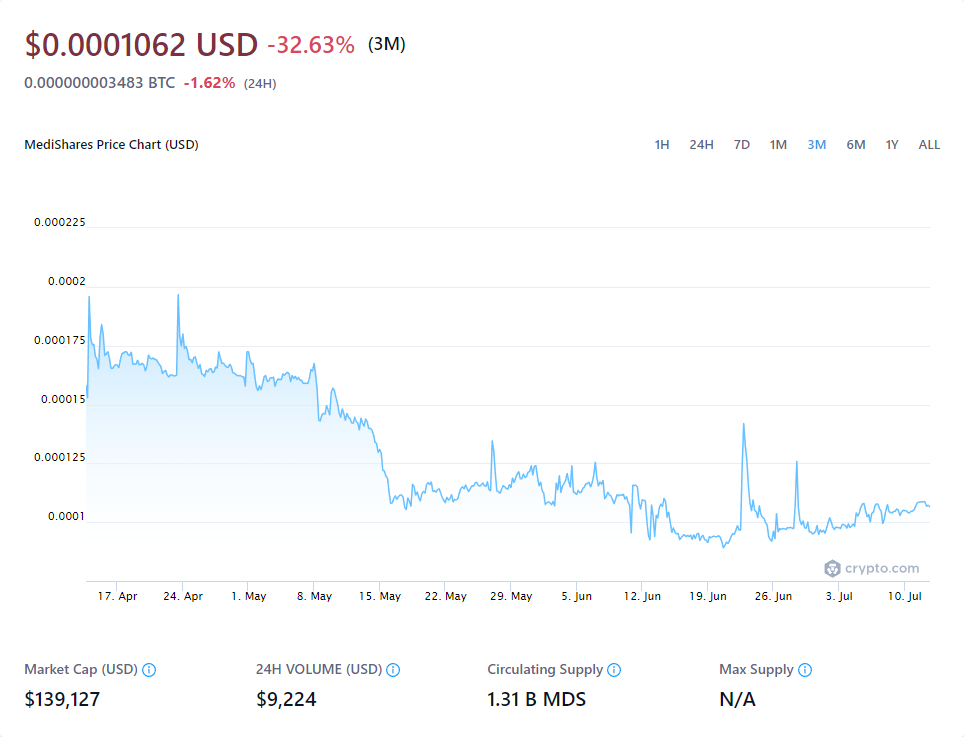 $0.0001062 USD -32.63% (3M)
0.000000003483 BTC -1.62% (24H)
MediShares Price Chart (USD)
1H 24H 7D 1M 3M 6M 1Y ALL
0.000225
0.0002
0.000175
0.00015
0.000125
0.0001
crypto.com
17. Apr 24. Apr 1. May 8. May 15. May 22. May 29. May 5. Jun 12. Jun 19. Jun 26. Jun 3. Jul 10. Jul
Market Cap (USD) 24H VOLUME (USD) Circulating Supply Max Supply
$139,127 $9,224 1.31 B MDS N/A